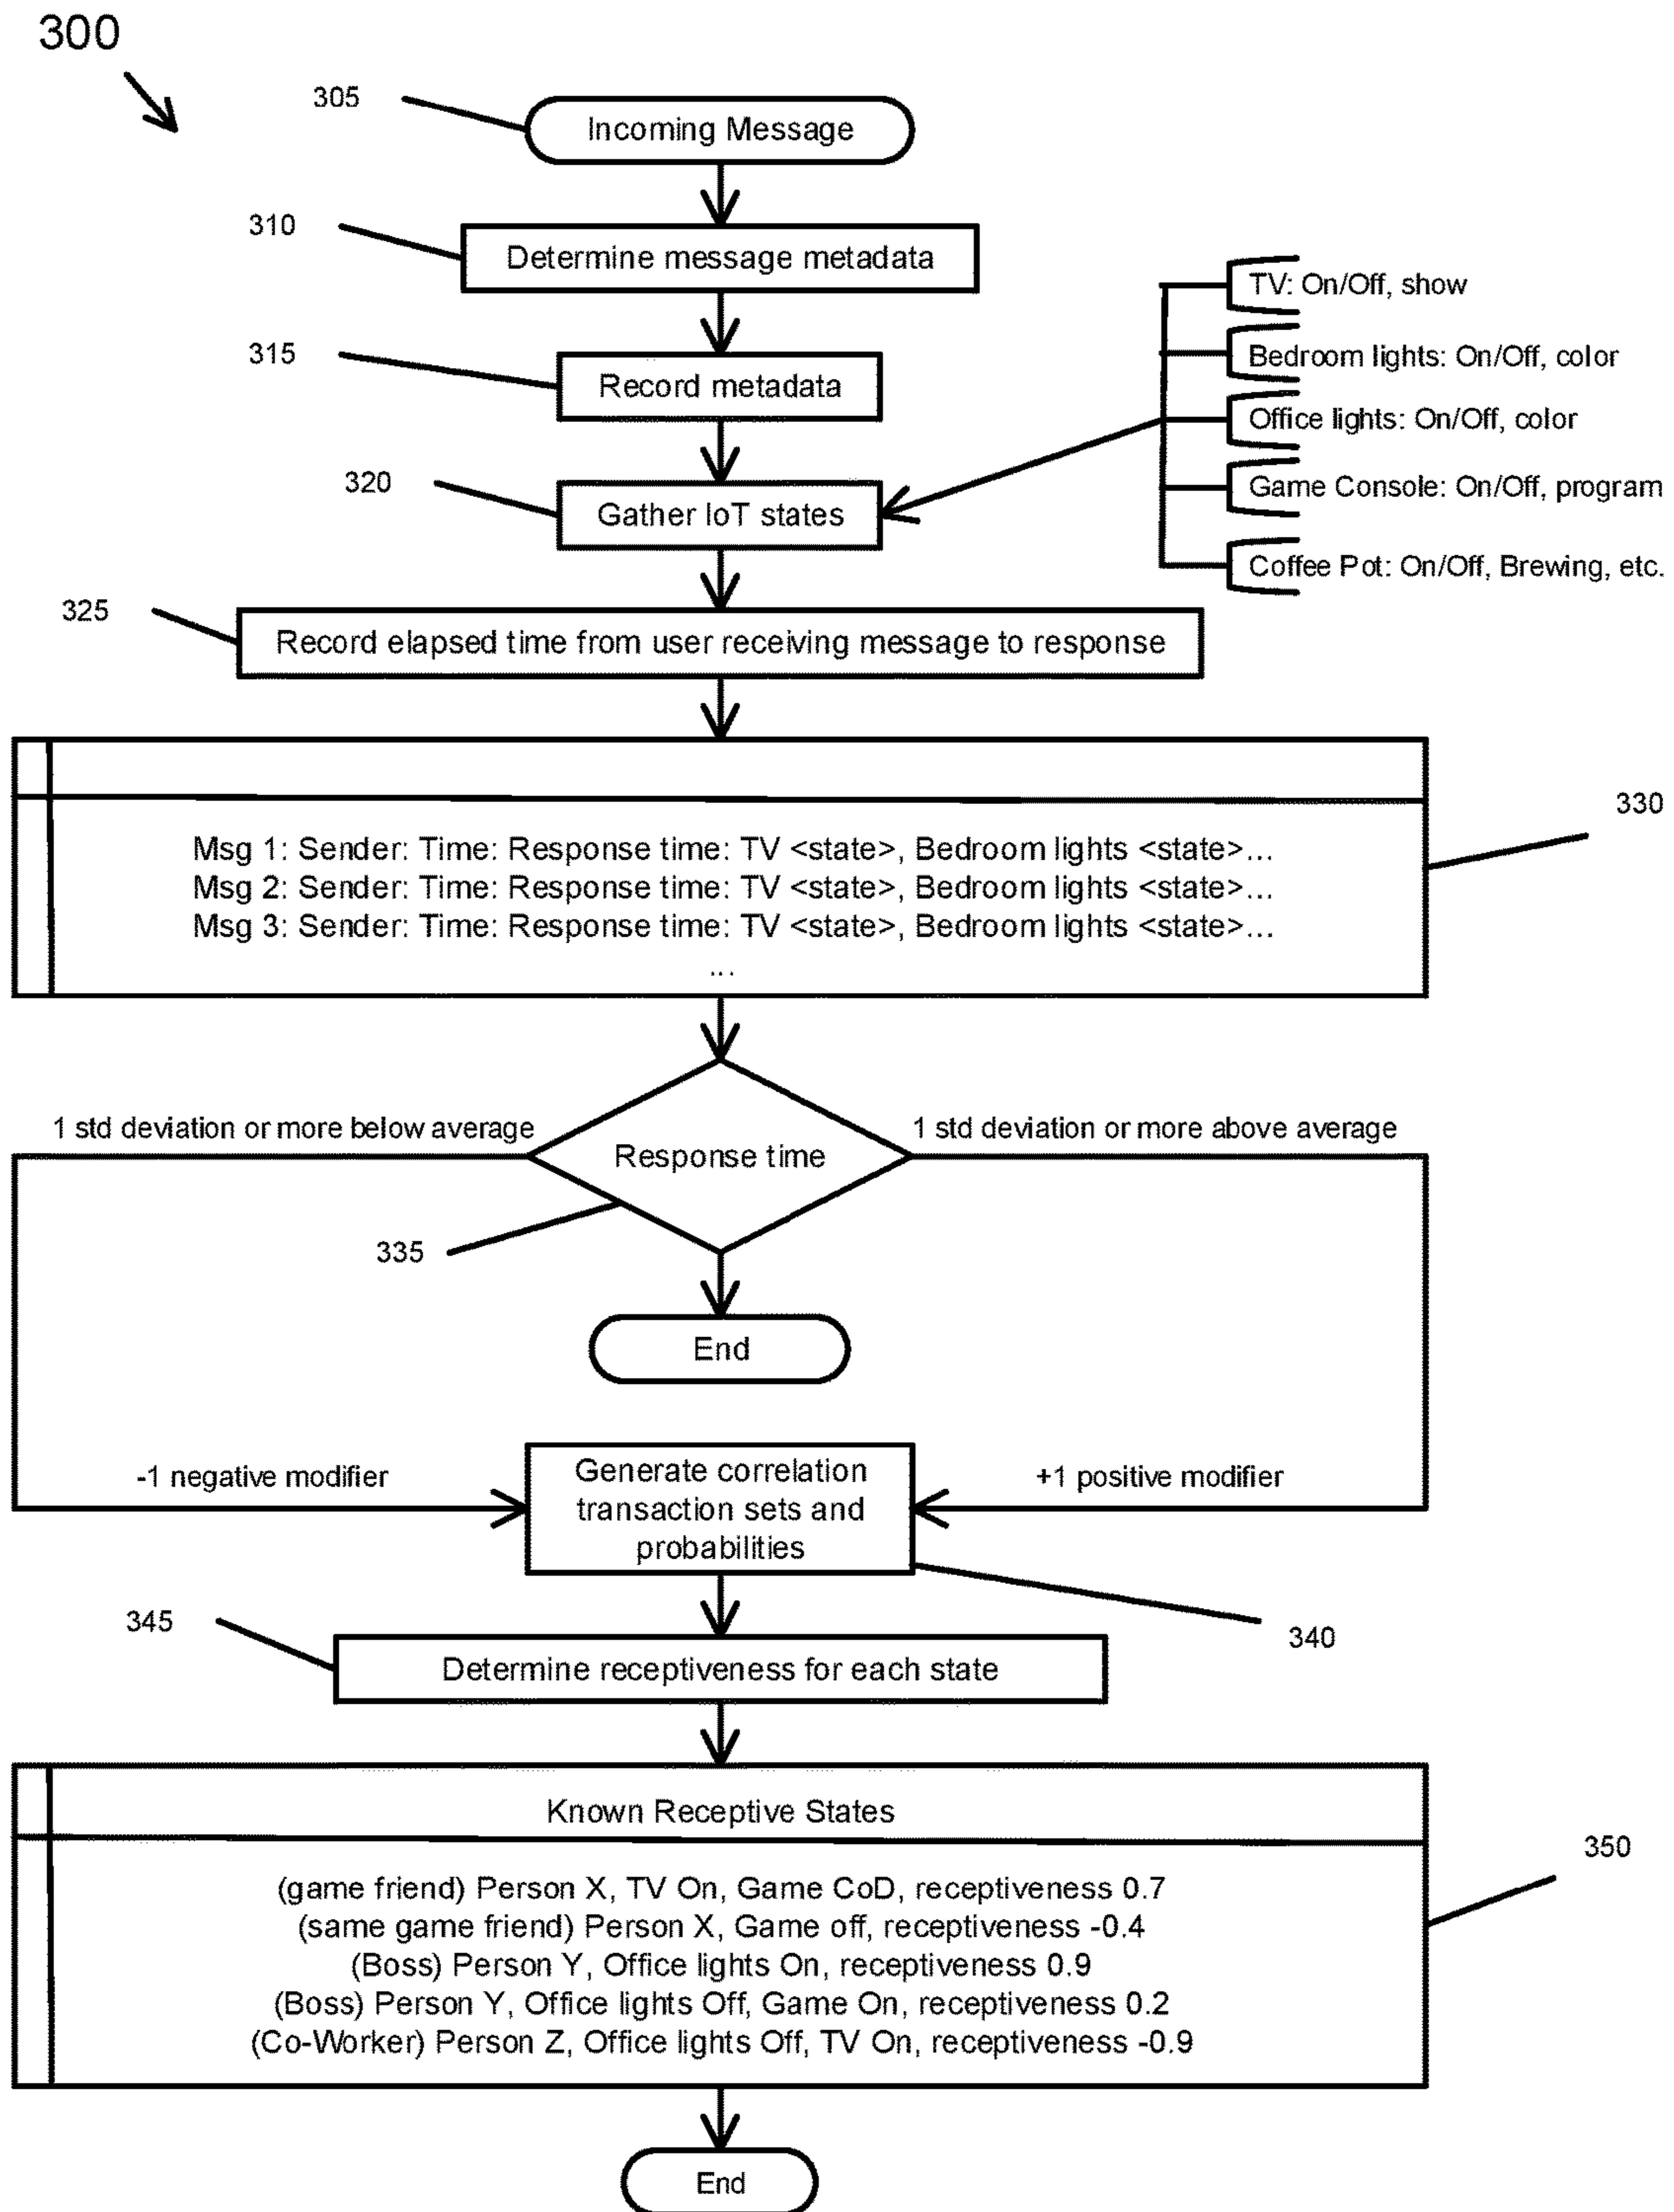 300
305
Incoming Message
310
Determine message metadata
315
Record metadata
320
Gather IoT states
TV: On/Off, show
Bedroom lights: On/Off, color
Office lights: On/Off, color
Game Console: On/Off, program
Coffee Pot: On/Off, Brewing, etc.
325
Record elapsed time from user receiving message to response
330
Msg 1: Sender: Time: Response time: TV <state>, Bedroom lights <state>...
Msg 2: Sender: Time: Response time: TV <state>, Bedroom lights <state>...
Msg 3: Sender: Time: Response time: TV <state>, Bedroom lights <state>...
...
1 std deviation or more below average
Response time
1 std deviation or more above average
335
End
-1 negative modifier
Generate correlation
transaction sets and
probabilities
+1 positive modifier
340
345
Determine receptiveness for each state
Known Receptive States
350
(game friend) Person X, TV On, Game CoD, receptiveness 0.7
(same game friend) Person X, Game off, receptiveness -0.4
(Boss) Person Y, Office lights On, receptiveness 0.9
(Boss) Person Y, Office lights Off, Game On, receptiveness 0.2
(Co-Worker) Person Z, Office lights Off, TV On, receptiveness -0.9
End